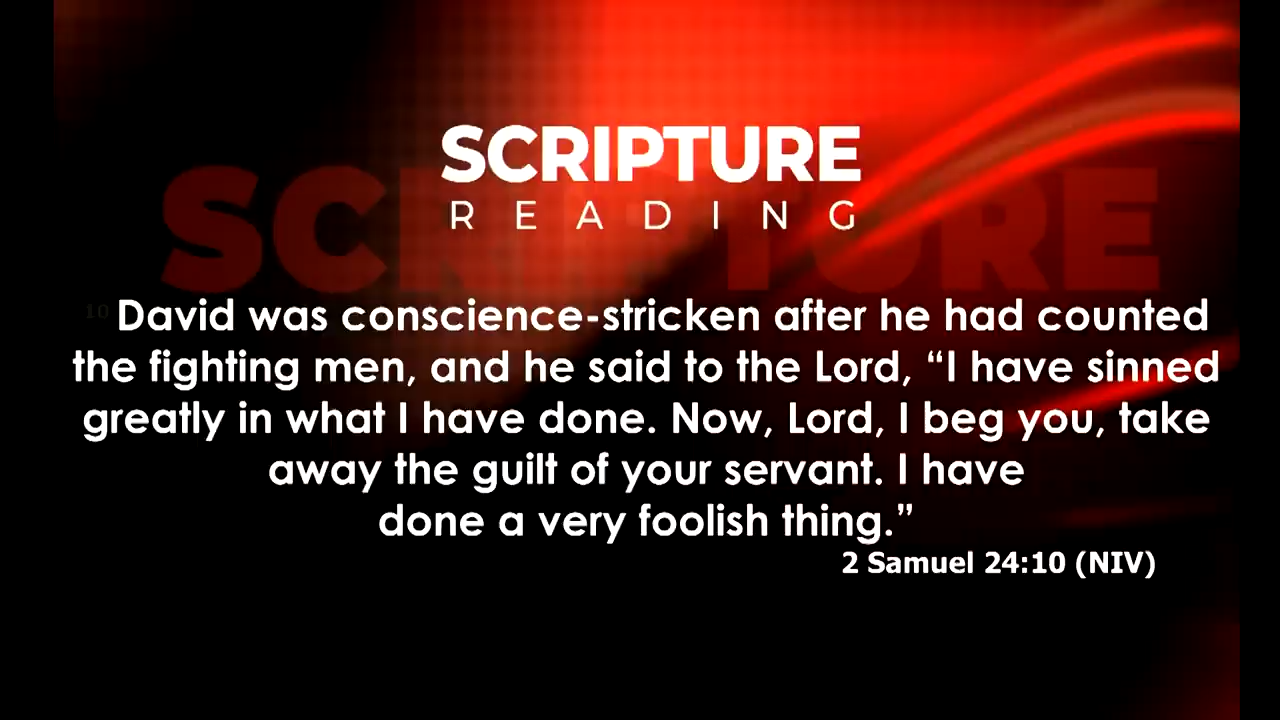 SCRIPTURE
READING
SCRIPTURE
10 David was conscience-stricken after he had counted
the fighting men, and he said to the Lord, “I have sinned
greatly in what I have done. Now, Lord, I beg you, take
away the guilt of your servant. I have
done a very foolish thing.”
2 Samuel 24:10 (NIV)